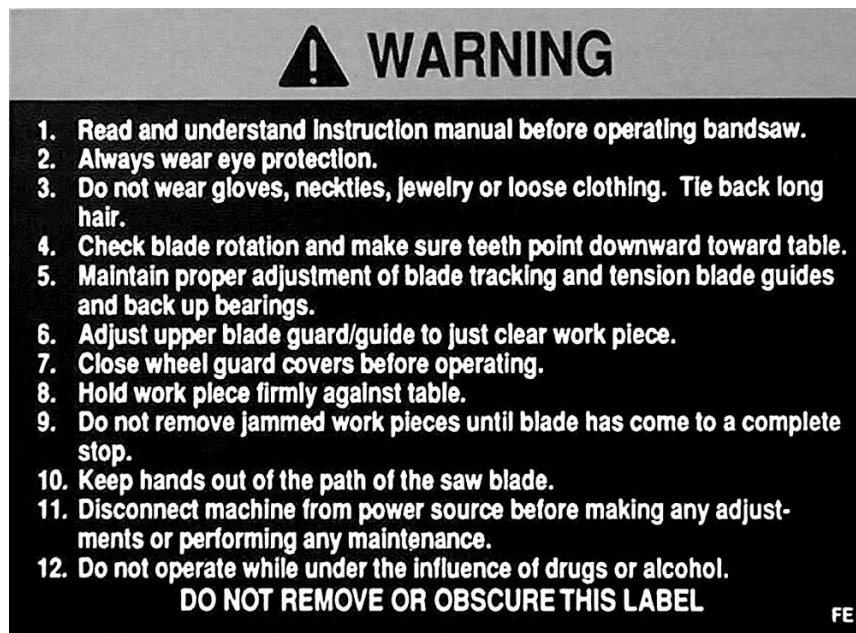 WARNING
1. Read and understand instruction manual before operating bandsaw.
2. Always wear eye protection.
3. Do not wear gloves, neckties, jewelry or loose clothing. Tie back long
hair.
4. Check blade rotation and make sure teeth point downward toward table.
5. Maintain proper adjustment of blade tracking and tension blade guides
and back up bearings.
6. Adjust upper blade guard/guide to just clear work piece.
7. Close wheel guard covers before operating.
8. Hold work piece firmly against table.
9. Do not remove jammed work pieces until blade has come to a complete
stop.
10. Keep hands out of the path of the saw blade.
11. Disconnect machine from power source before making any adjust-
ments or performing any maintenance.
12. Do not operate while under the influence of drugs or alcohol.
DO NOT REMOVE OR OBSCURE THIS LABEL
FE